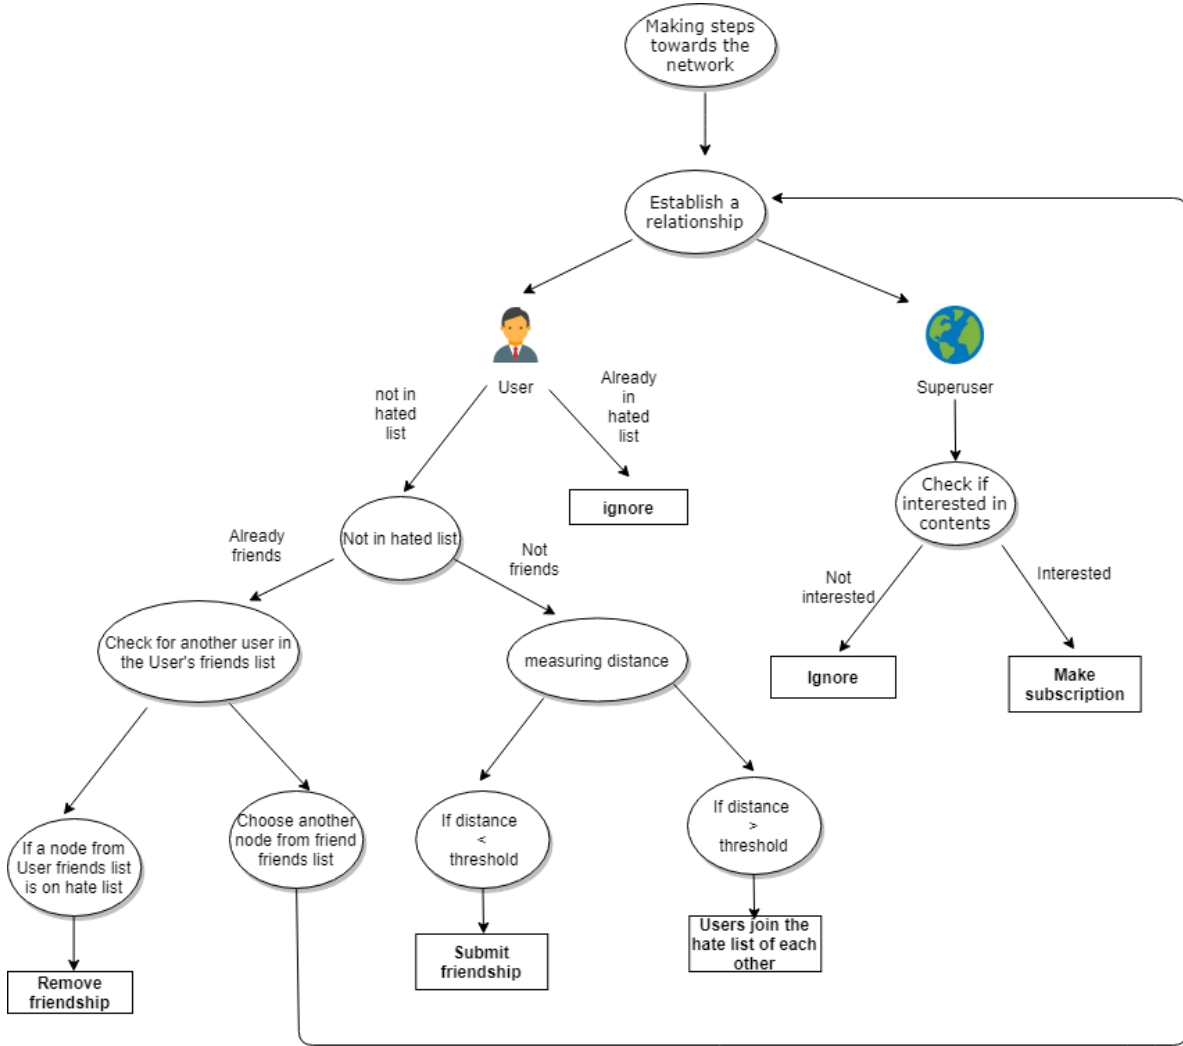 Making steps
towards the
network
Establish a
relationship
User
Superuser
not in
hated
list
Already
in
hated
list
ignore
Check if
interested in
contents
Not in hated list
Already
friends
Not
friends
Not
interested
Interested
Check for another user in
the User's friends list
measuring distance
Ignore
Make
subscription
If a node from
User friends list
is on hate list
Choose another
node from friend
friends list
If distance
<
threshold
If distance
>
threshold
Remove
friendship
Submit
friendship
Users join the
hate list of each
other